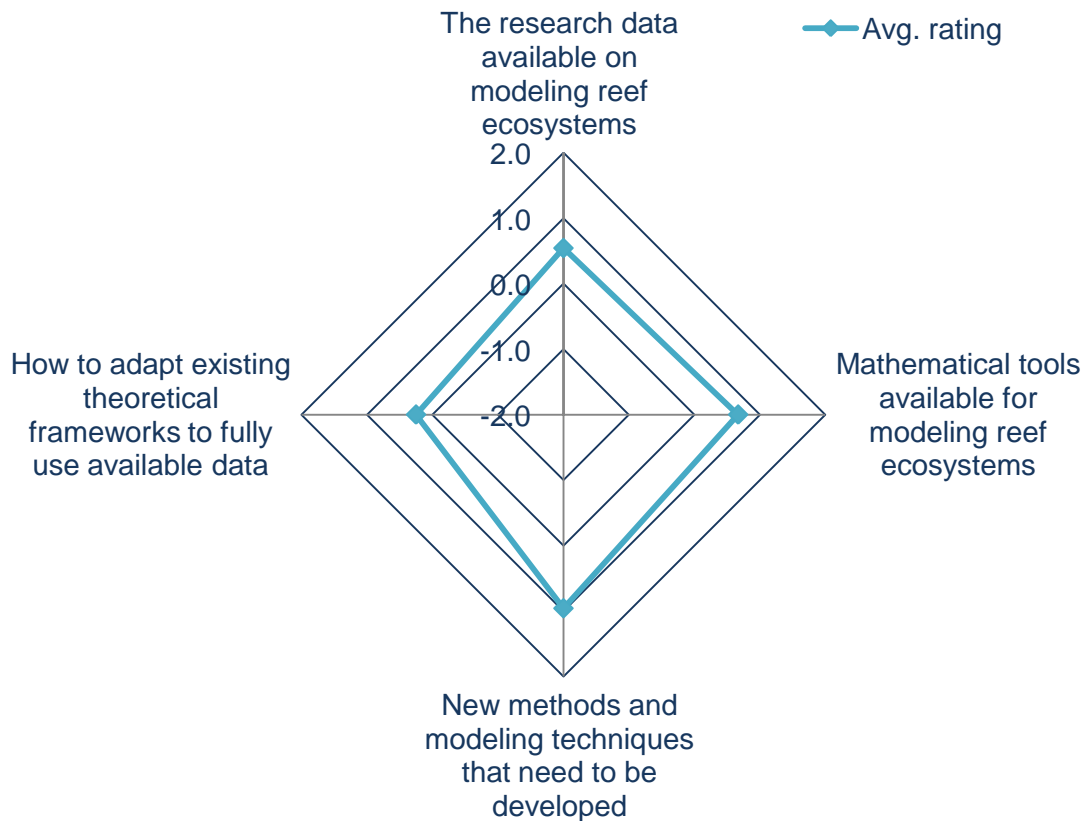 The research data
available on
modeling reef
ecosystems
Avg. rating
2.0
1.0
0.0
-1.0
-2.0
How to adapt existing
theoretical
frameworks to fully
use available data
Mathematical tools
available for
modeling reef
ecosystems
New methods and
modeling techniques
that need to be
developed